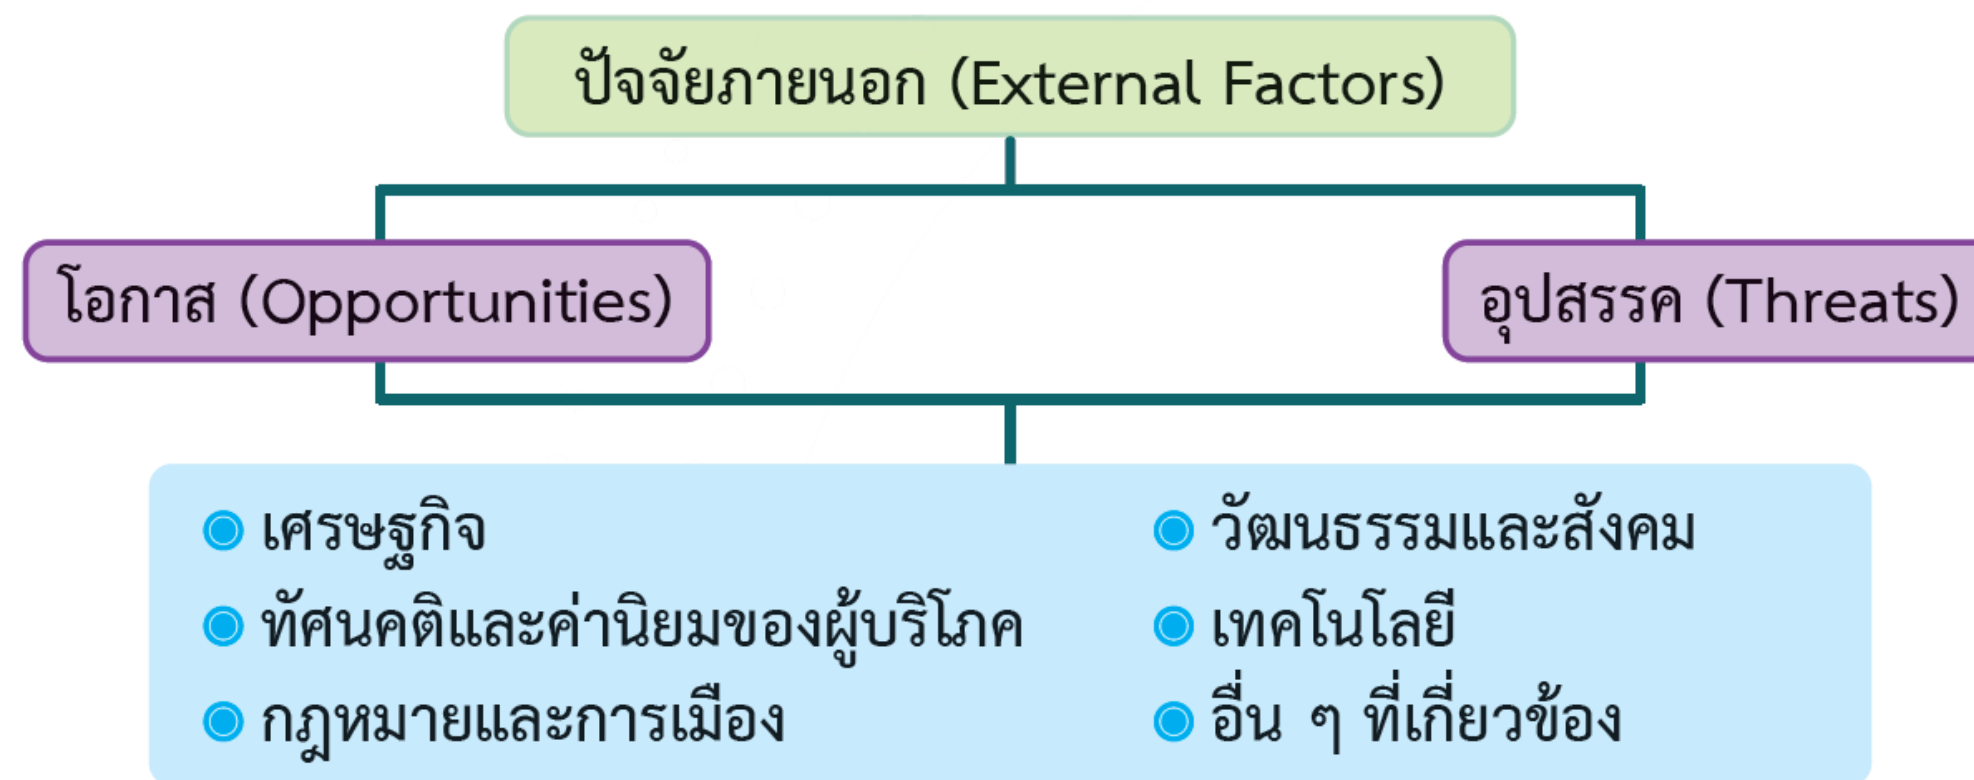 ปัจจัยภายนอก (External Factors)
โอกาส (Opportunities)
อุปสรรค (Threats)
เศรษฐกิจ
ทัศนคติและค่านิยมของผู้บริโภค
กฎหมายและการเมือง
วัฒนธรรมและสังคม
เทคโนโลยี
อื่น ๆ ที่เกี่ยวข้อง